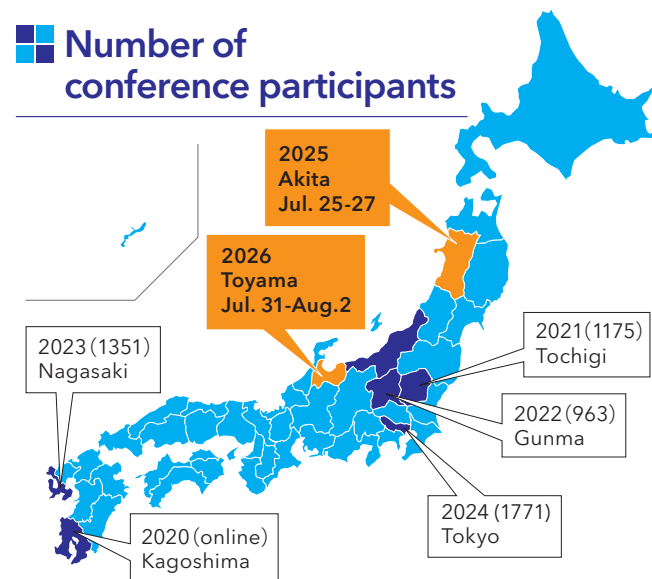 Number of
conference participants
2025
Akita
Jul. 25-27
2026
Toyama
Jul. 31-Aug.2
2023(1351)
Nagasaki
2021(1175)
Tochigi
2022(963)
Gunma
2024(1771)
Tokyo
2020(online)
Kagoshima